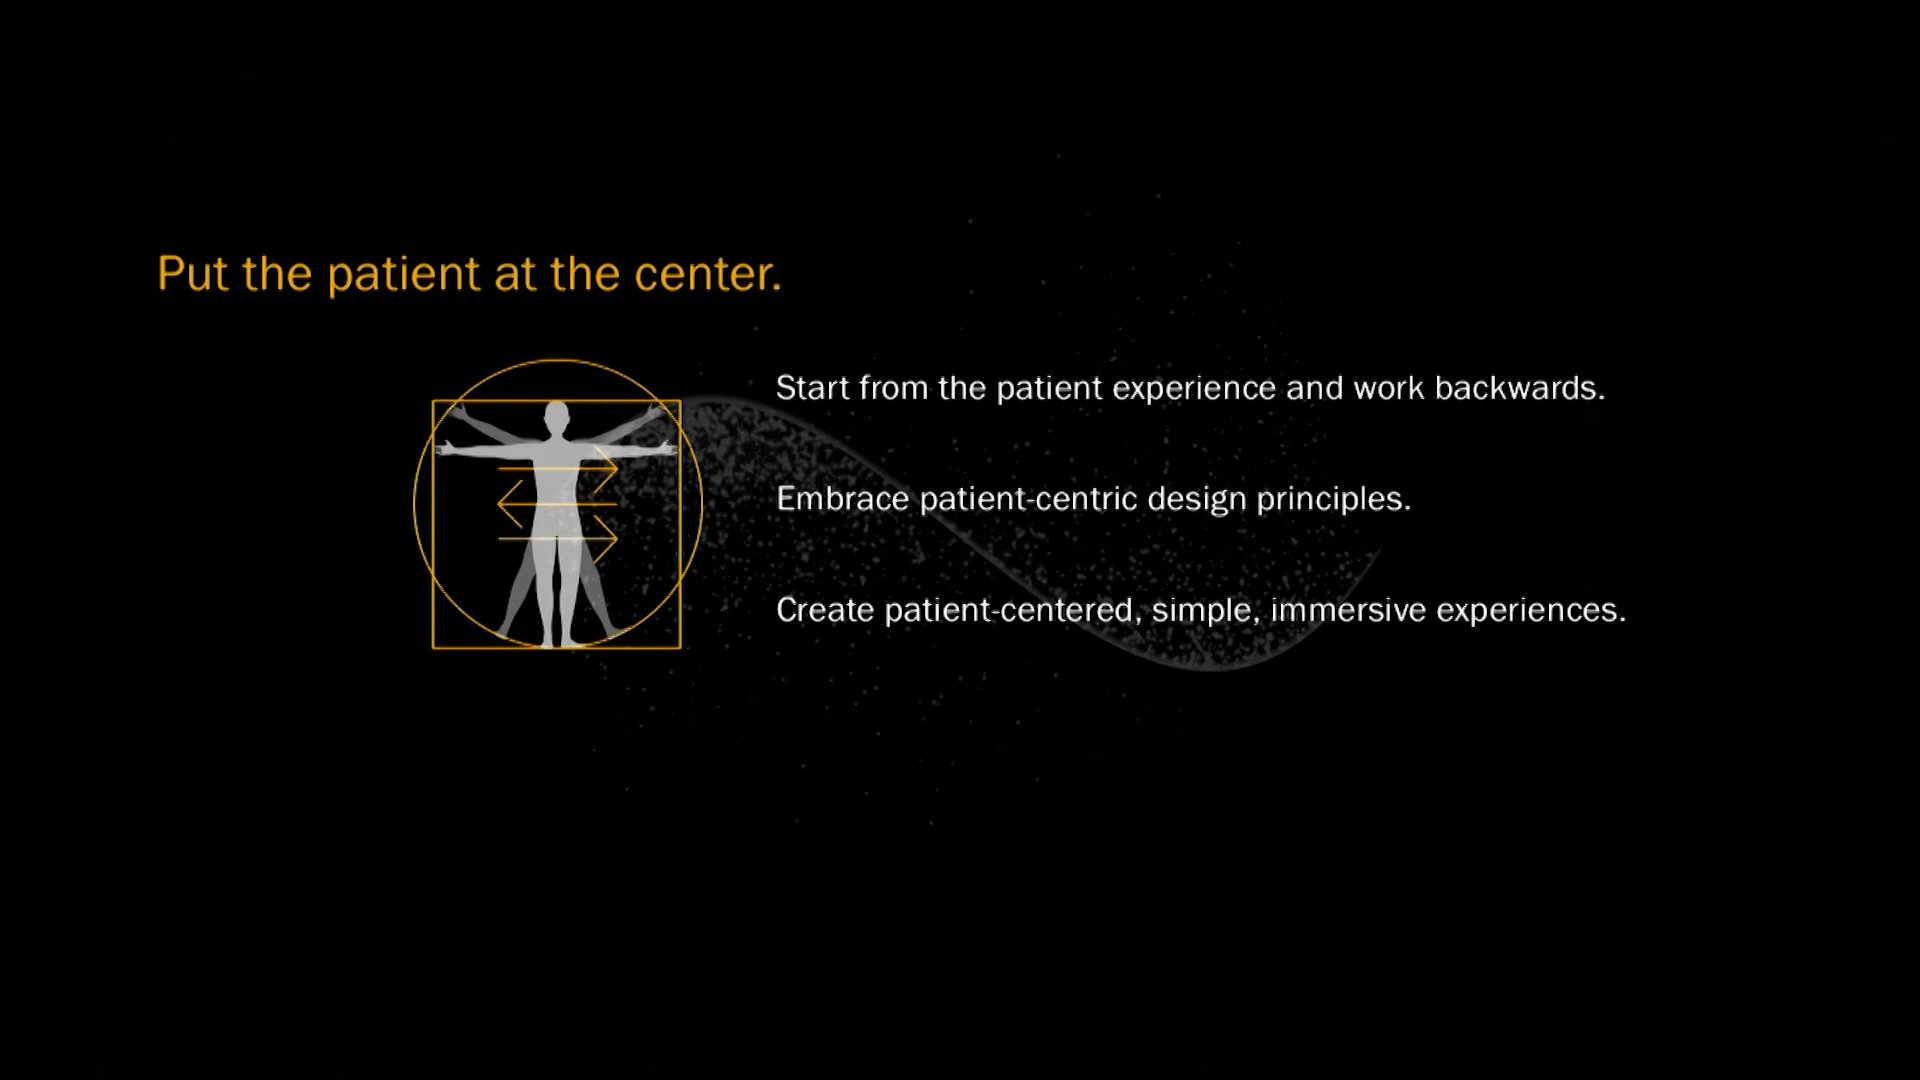 Put the patient at the center.
Start from the patient experience and work backwards.
Embrace patient-centric design principles.
Create patient-centered, simple, immersive experiences.